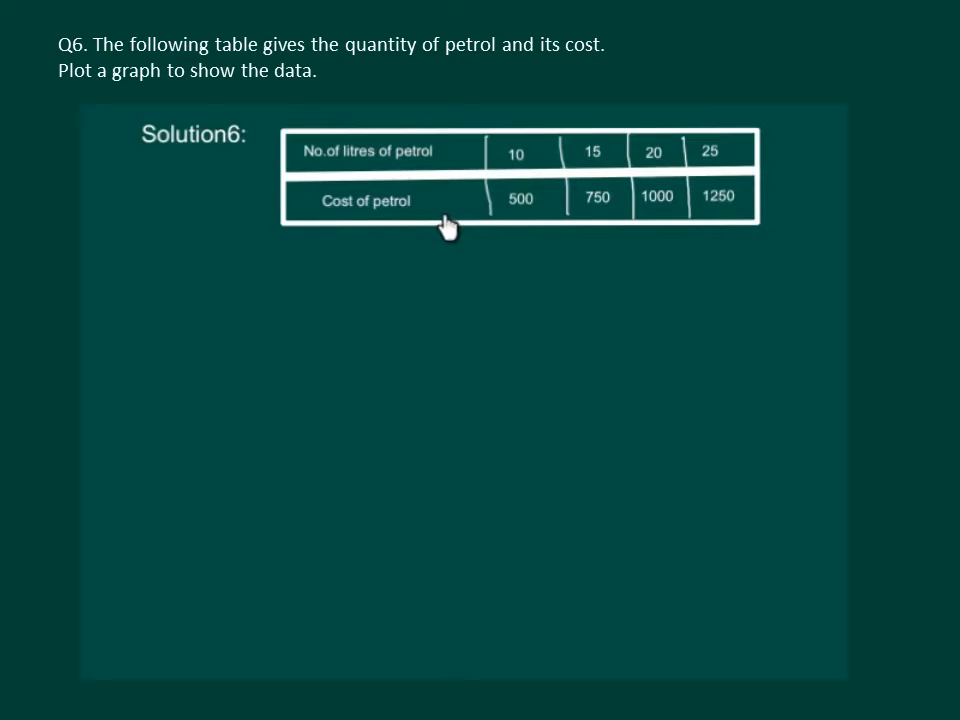 Q6. The following table gives the quantity of petrol and its cost.
Plot a graph to show the data.
Solution6:
No.of litres of petrol 10 15 20 25
Cost of petrol 500 750 1000 1250